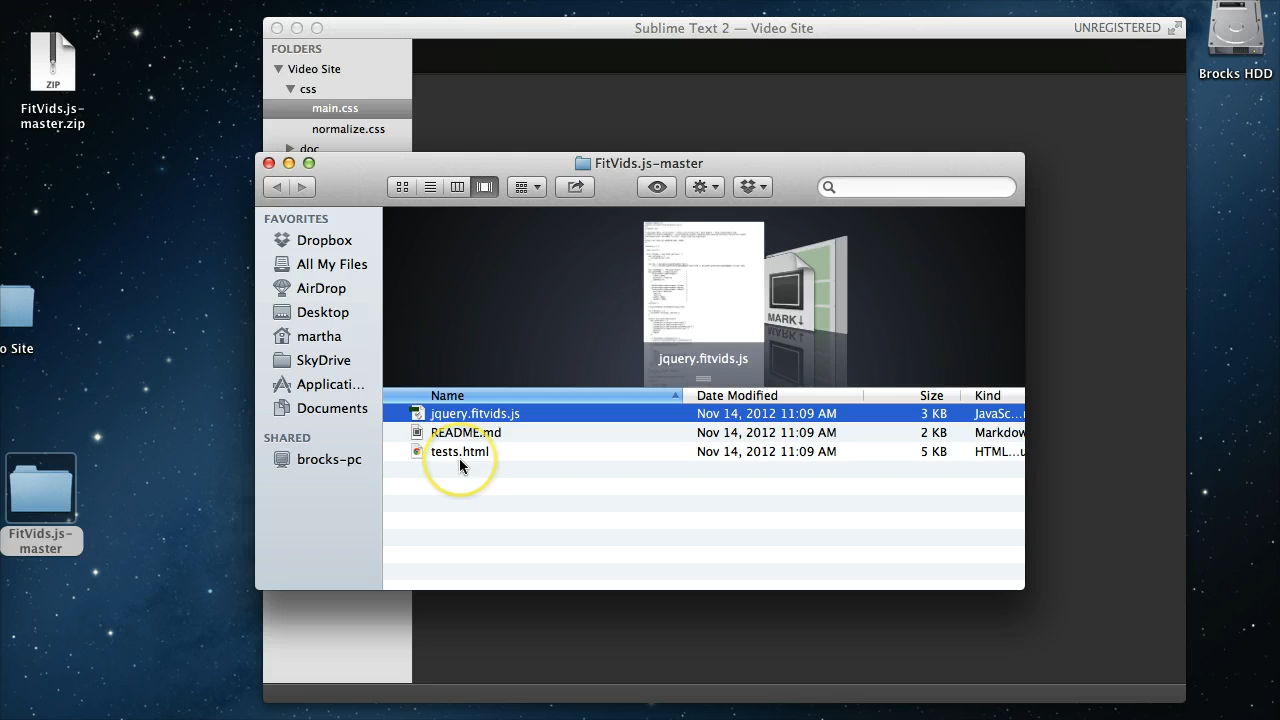 Sublime Text 2 — Video Site
UNREGISTERED
FOLDERS
Video Site
css
main.css
normalize.css
doc
ZIP
FitVids.js-
master.zip
Brocks HDD
FitVids.js-master
FAVORITES
Dropbox
All My Files
AirDrop
Desktop
martha
SkyDrive
Applicati...
Documents
SHARED
brocks-pc
MARK↓
jquery.fitvids.js
Name Date Modified Size Kind
jquery.fitvids.js Nov 14, 2012 11:09 AM 3 KB JavaSc...
README.md Nov 14, 2012 11:09 AM 2 KB Markdow
tests.html Nov 14, 2012 11:09 AM 5 KB HTML...u
o Site
FitVids.js-
master